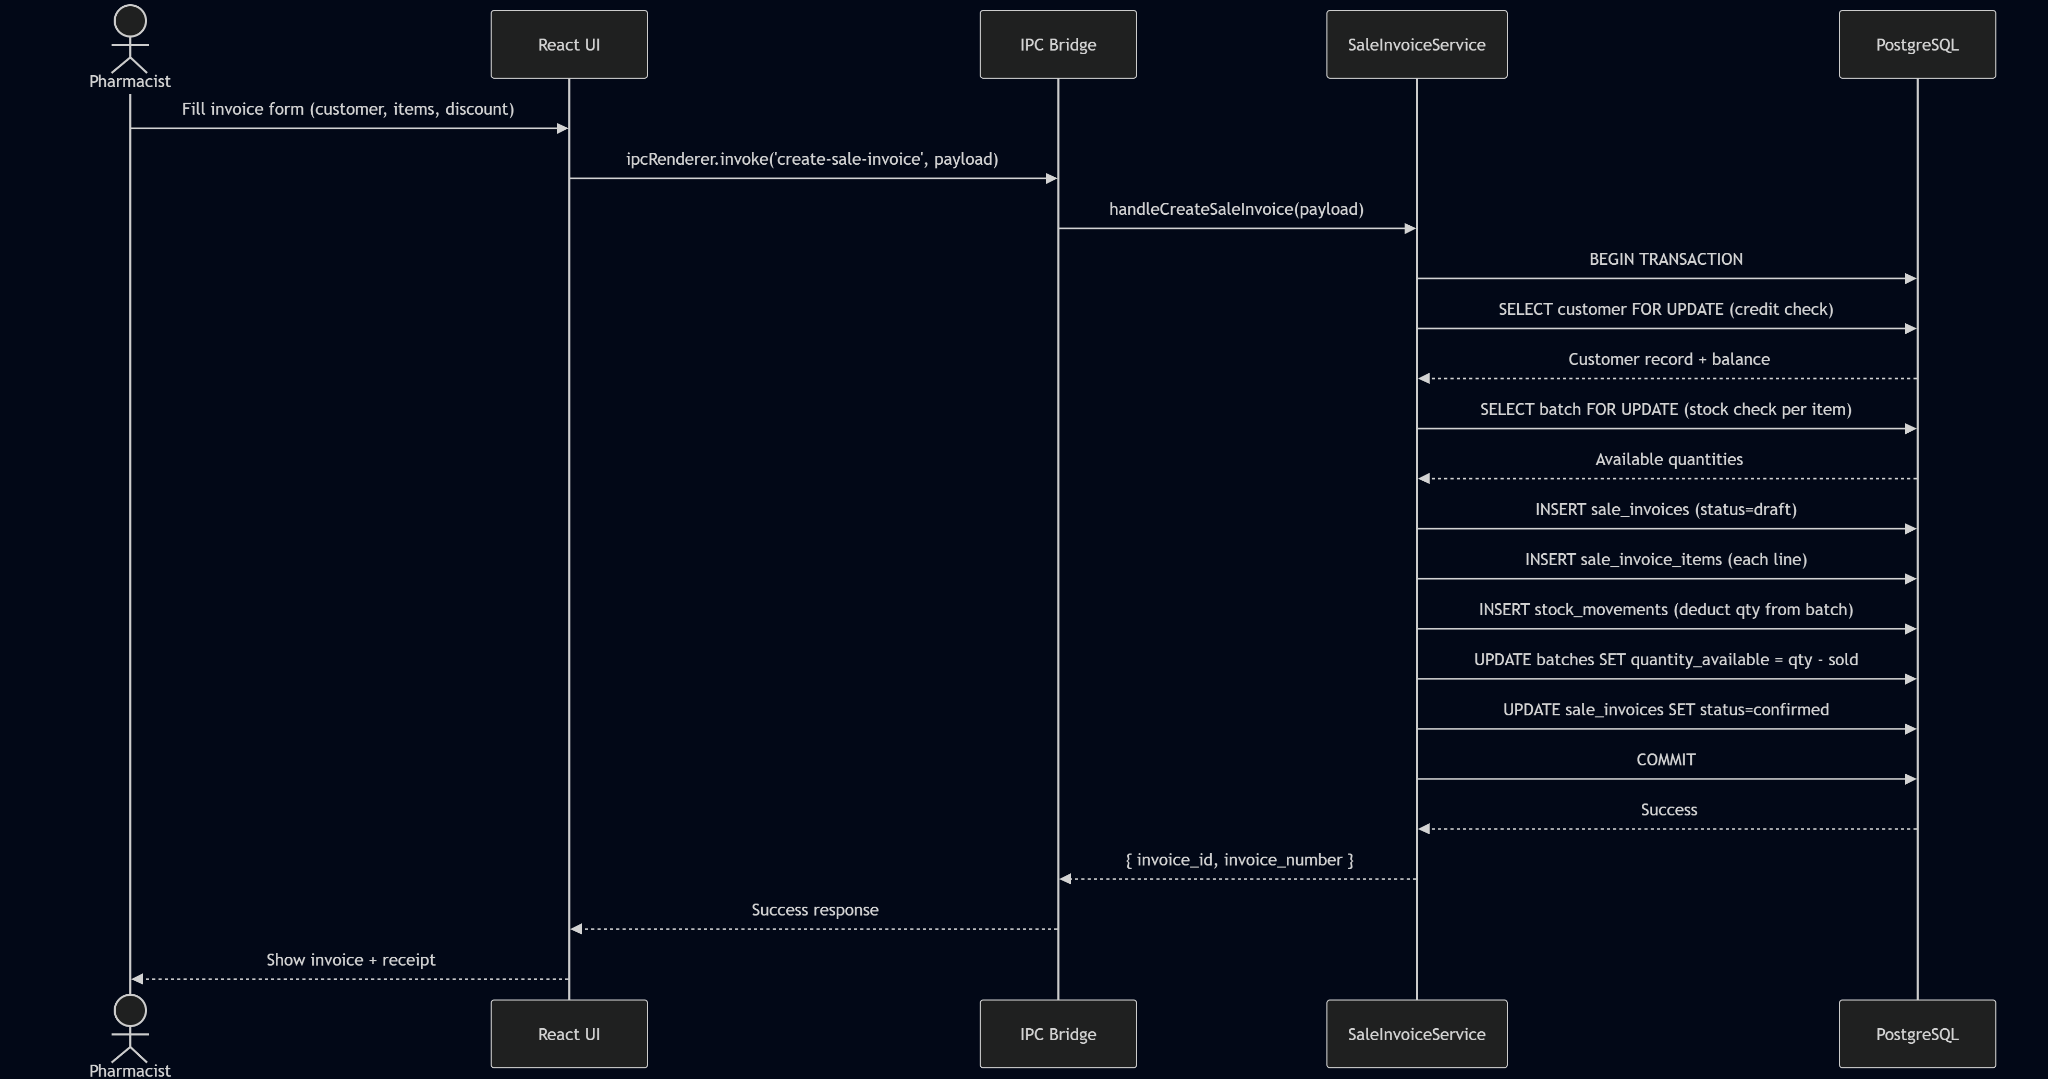 Pharmacist
React UI
IPC Bridge
SaleInvoiceService
PostgreSQL
Fill invoice form (customer, items, discount)
ipcRenderer.invoke('create-sale-invoice', payload)
handleCreateSaleInvoice(payload)
BEGIN TRANSACTION
SELECT customer FOR UPDATE (credit check)
Customer record + balance
SELECT batch FOR UPDATE (stock check per item)
Available quantities
INSERT sale_invoices (status=draft)
INSERT sale_invoice_items (each line)
INSERT stock_movements (deduct qty from batch)
UPDATE batches SET quantity_available = qty - sold
UPDATE sale_invoices SET status=confirmed
COMMIT
Success
{ invoice_id, invoice_number }
Success response
Show invoice + receipt
Pharmacist
React UI
IPC Bridge
SaleInvoiceService
PostgreSQL